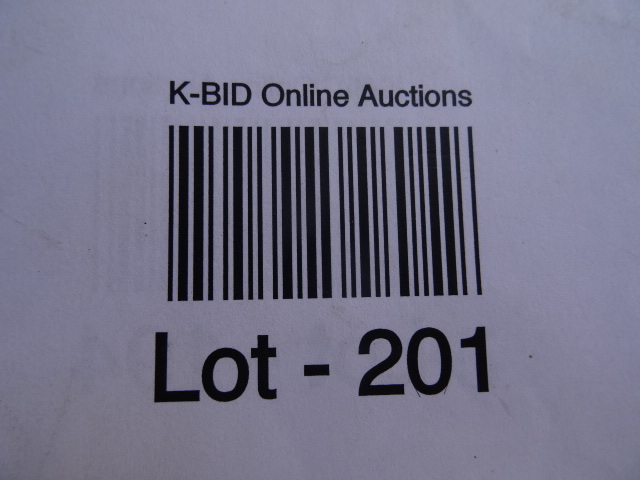 K-BID Online Auctions
Lot - 201